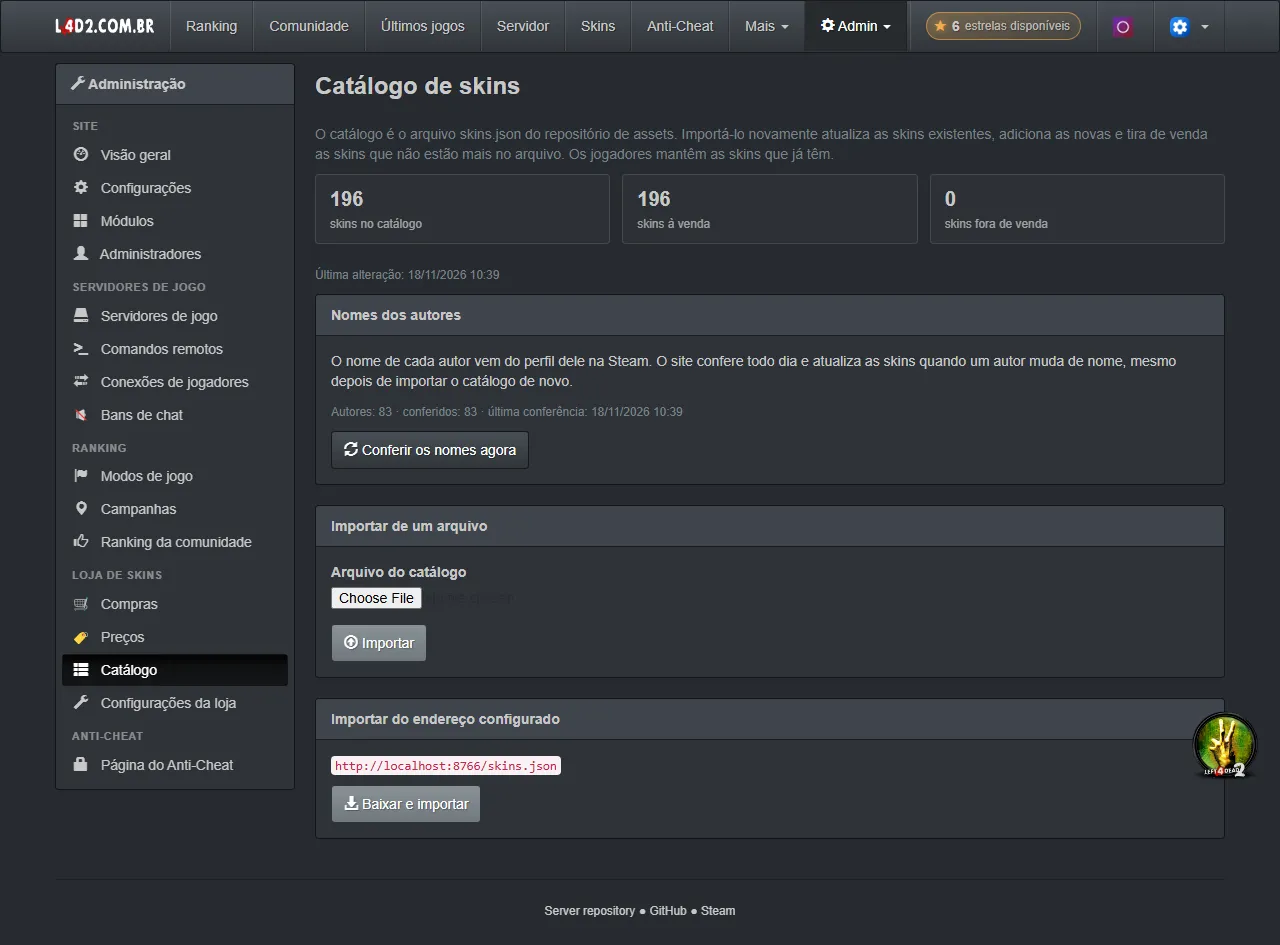 L4D2.COM.BR
Ranking
Comunidade
Últimos jogos
Servidor
Skins
Anti-Cheat
Mais
Admin
6 estrelas disponíveis
Administração
SITE
Visão geral
Configurações
Módulos
Administradores
SERVIDORES DE JOGO
Servidores de jogo
Comandos remotos
Conexões de jogadores
Bans de chat
RANKING
Modos de jogo
Campanhas
Ranking da comunidade
LOJA DE SKINS
Compras
Preços
Catálogo
Configurações da loja
ANTI-CHEAT
Página do Anti-Cheat
Catálogo de skins
O catálogo é o arquivo skins.json do repositório de assets. Importá-lo novamente atualiza as skins existentes, adiciona as novas e tira de venda
as skins que não estão mais no arquivo. Os jogadores mantêm as skins que já têm.
196
skins no catálogo
196
skins à venda
0
skins fora de venda
Última alteração: 18/11/2026 10:39
Nomes dos autores
O nome de cada autor vem do perfil dele na Steam. O site confere todo dia e atualiza as skins quando um autor muda de nome, mesmo
depois de importar o catálogo de novo.
Autores: 83 · conferidos: 83 · última conferência: 18/11/2026 10:39
Conferir os nomes agora
Importar de um arquivo
Arquivo do catálogo
Choose File
Importar
Importar do endereço configurado
http://localhost:8766/skins.json
Baixar e importar
LEFT 4 DEAD 2
Server repository ● GitHub ● Steam